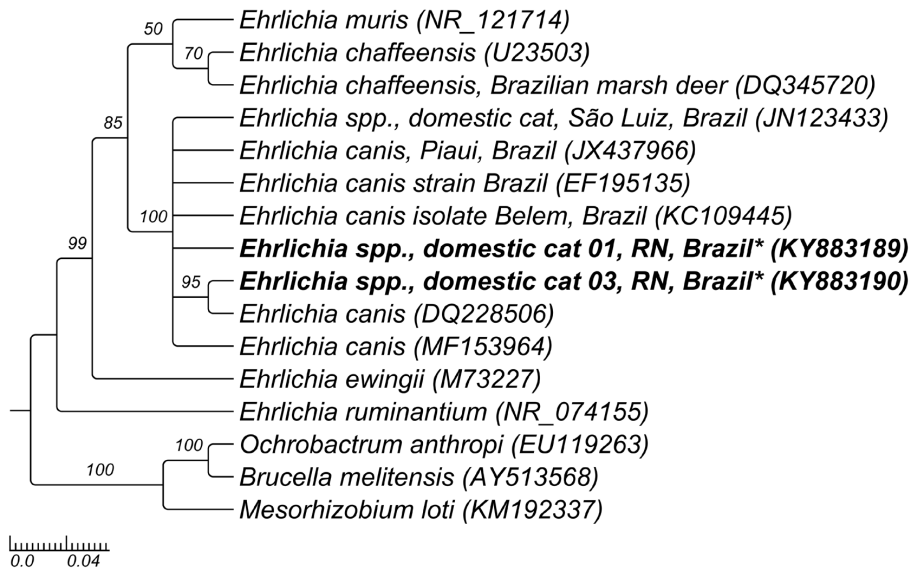 50
Ehrlichia muris (NR_121714)
70
Ehrlichia chaffeensis (U23503)
Ehrlichia chaffeensis, Brazilian marsh deer (DQ345720)
85
Ehrlichia spp., domestic cat, São Luiz, Brazil (JN123433)
Ehrlichia canis, Piaui, Brazil (JX437966)
Ehrlichia canis strain Brazil (EF195135)
100
Ehrlichia canis isolate Belem, Brazil (KC109445)
99
Ehrlichia spp., domestic cat 01, RN, Brazil* (KY883189)
95
Ehrlichia spp., domestic cat 03, RN, Brazil* (KY883190)
Ehrlichia canis (DQ228506)
Ehrlichia canis (MF153964)
Ehrlichia ewingii (M73227)
Ehrlichia ruminantium (NR_074155)
100
Ochrobactrum anthropi (EU119263)
100
Brucella melitensis (AY513568)
Mesorhizobium loti (KM192337)
0.0 0.04